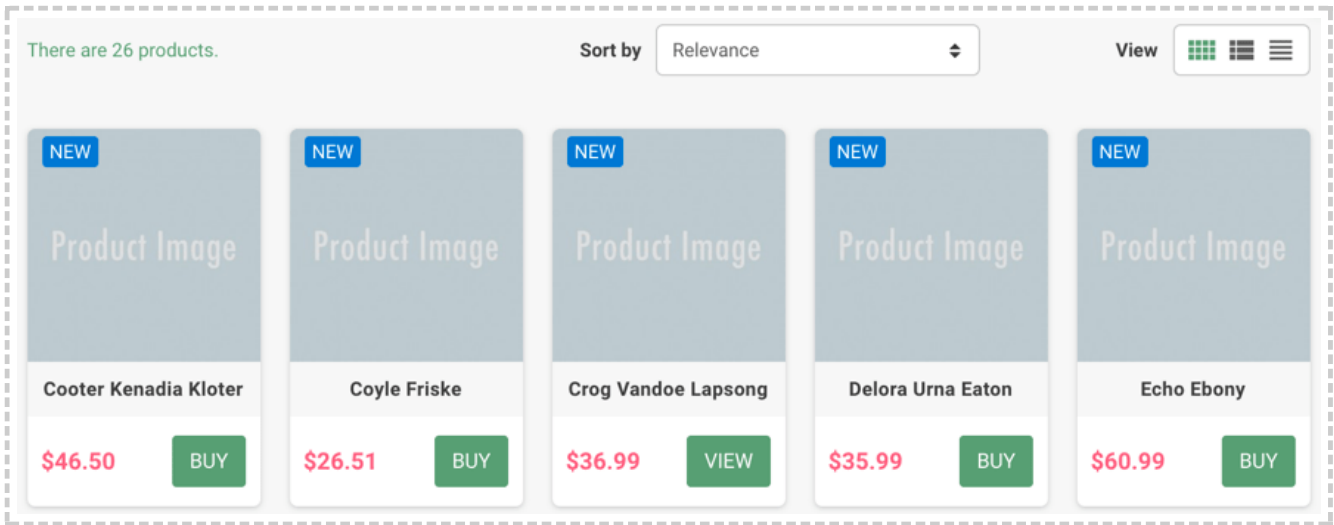 There are 26 products.
Sort by Relevance
View
NEW NEW NEW NEW NEW
Product Image Product Image Product Image Product Image Product Image
Cooter Kenadia Kloter Coyle Friske Crog Vandoe Lapsong Delora Urna Eaton Echo Ebony
$46.50 BUY $26.51 BUY $36.99 VIEW $35.99 BUY $60.99 BUY